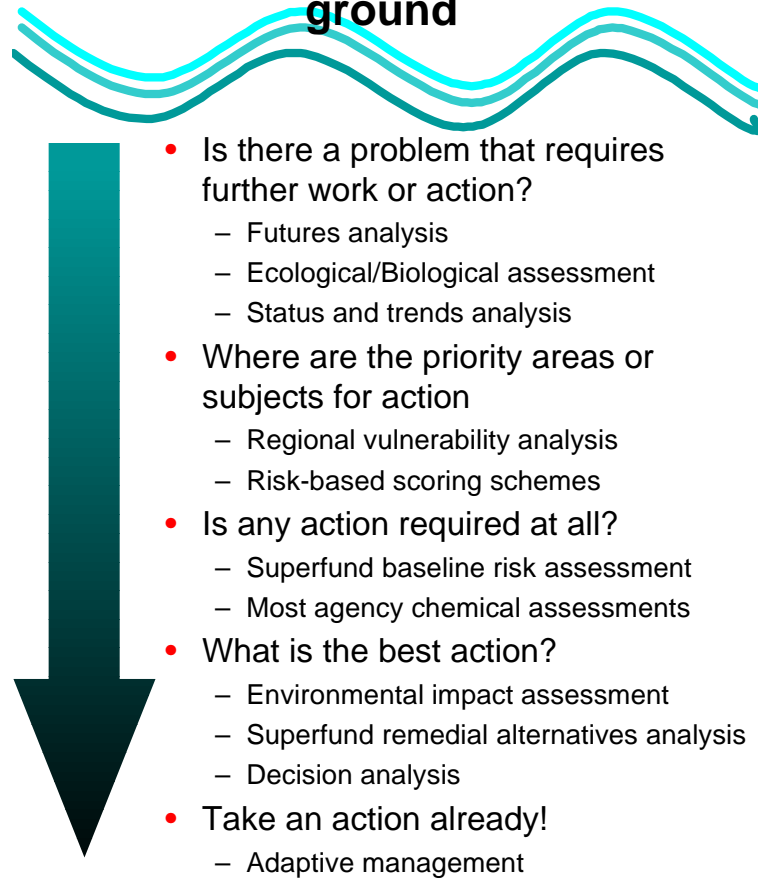 ground
• Is there a problem that requires
further work or action?
– Futures analysis
– Ecological/Biological assessment
– Status and trends analysis
• Where are the priority areas or
subjects for action
– Regional vulnerability analysis
– Risk-based scoring schemes
• Is any action required at all?
– Superfund baseline risk assessment
– Most agency chemical assessments
• What is the best action?
– Environmental impact assessment
– Superfund remedial alternatives analysis
– Decision analysis
• Take an action already!
– Adaptive management